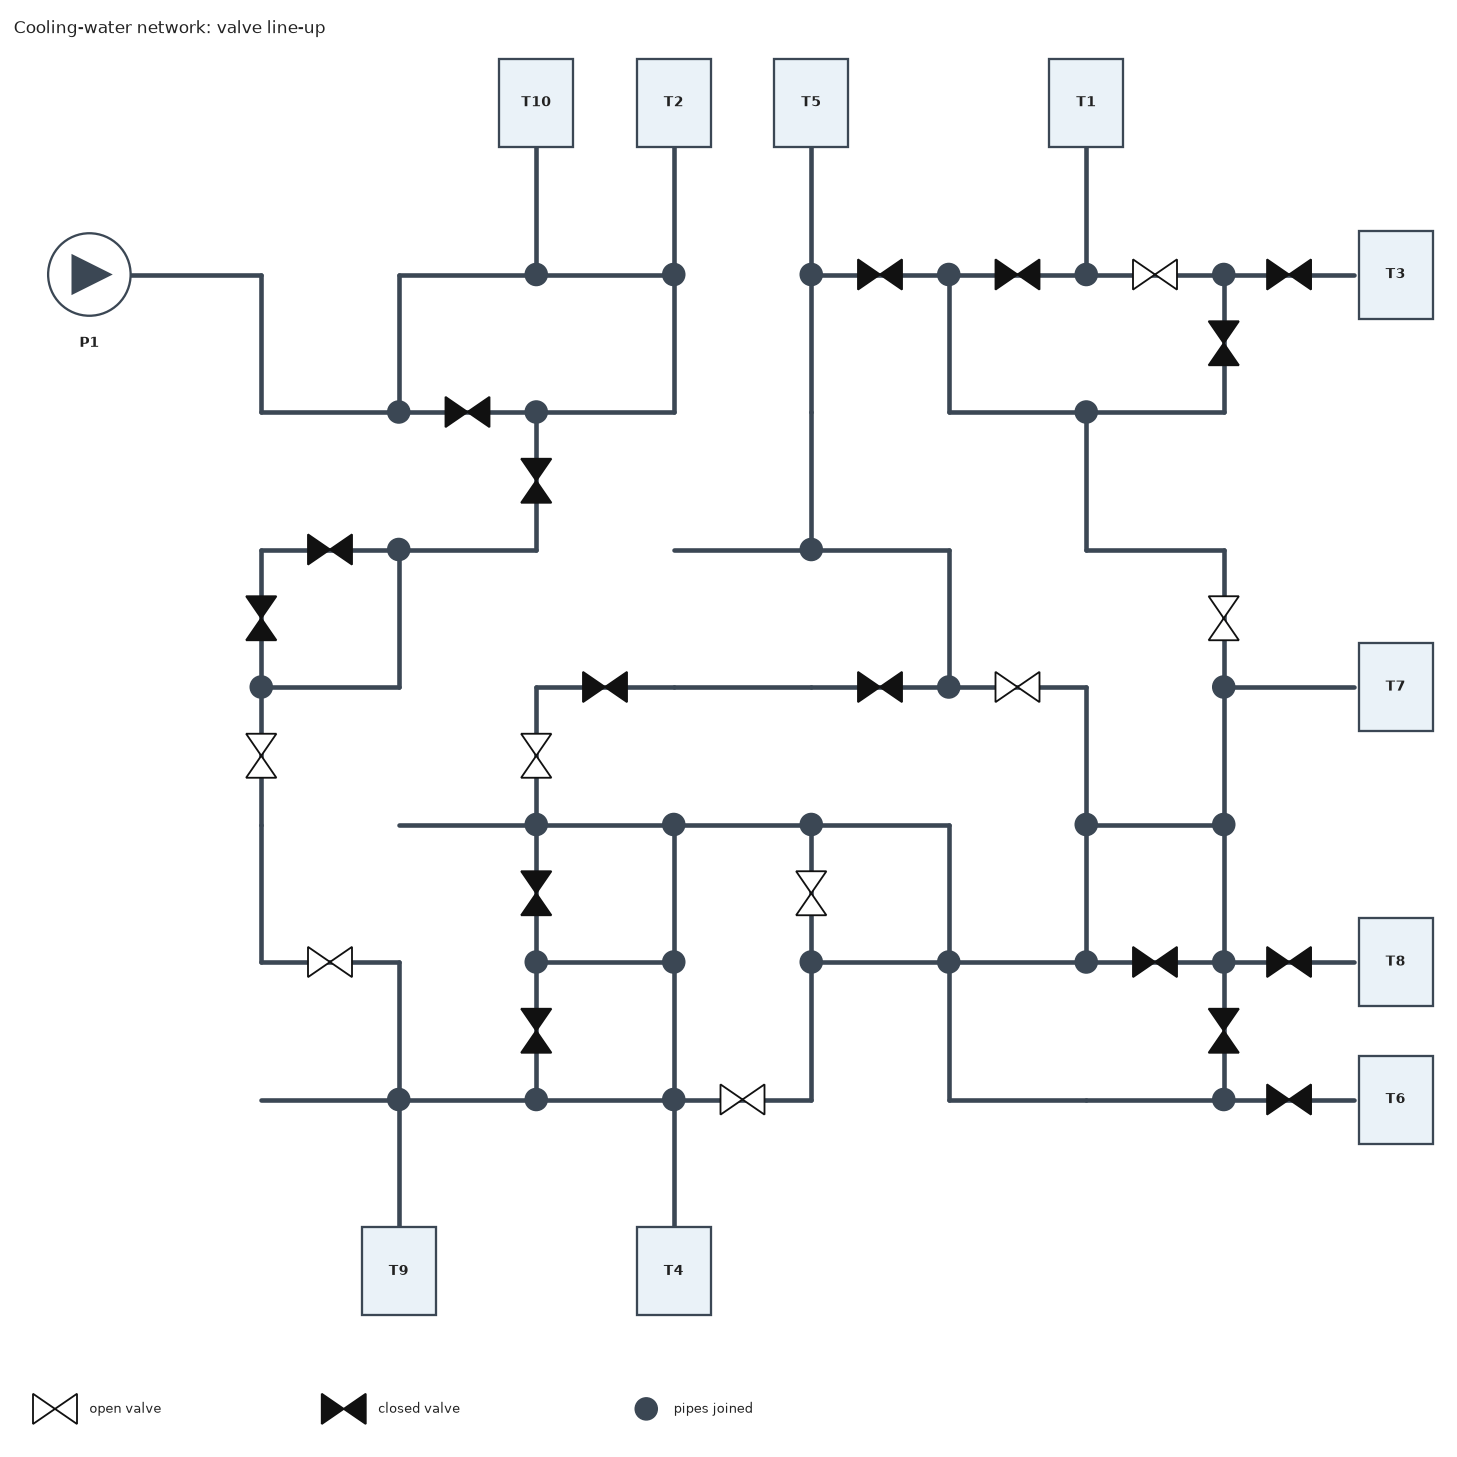 Cooling-water network: valve line-up
T10
T2
T5
T1
T3
P1
T7
T8
T6
T9
T4
open valve
closed valve
pipes joined